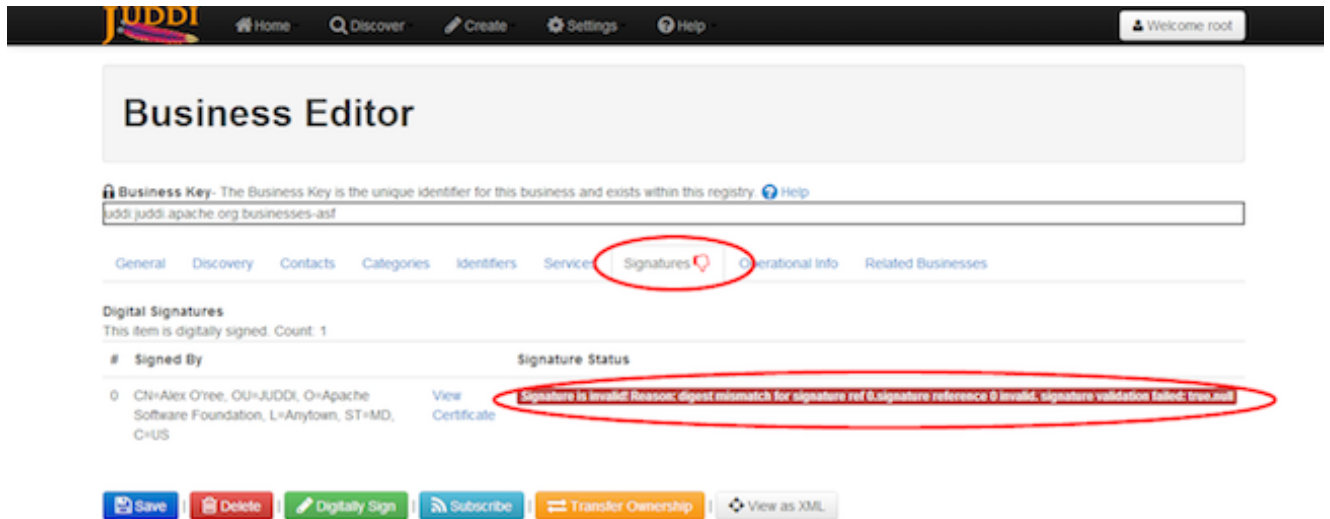 JUDDI Home Discover Create Settings Help Welcome root
Business Editor
Business Key- The Business Key is the unique identifier for this business and exists within this registry. Help
uddi:juddi.apache.org:businesses-asf
General Discovery Contacts Categories Identifiers Services Signatures Operational Info Related Businesses
Digital Signatures
This item is digitally signed. Count: 1
# Signed By Signature Status
0 CN=Alex O'ree, OU=JUDDI, O=Apache View Signature is invalid! Reason: digest mismatch for signature ref 0.signature reference 0 invalid. signature validation failed: true.null
Software Foundation, L=Anytown, ST=MD, Certificate
C=US
Save | Delete | Digitally Sign | Subscribe | Transfer Ownership | View as XML